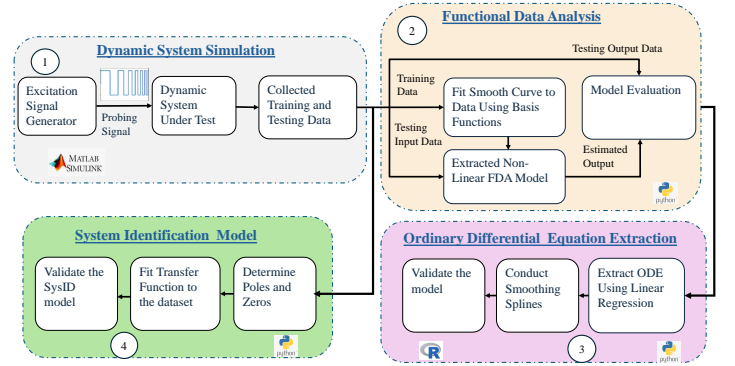 Dynamic System Simulation
1
Excitation
Signal
Generator
Probing
Signal
Dynamic
System
Under Test
Collected
Training and
Testing Data
MATLAB
SIMULINK
Functional Data Analysis
2
Testing Output Data
Training
Data
Testing
Input Data
Fit Smooth Curve to
Data Using Basis
Functions
Extracted Non-
Linear FDA Model
Model Evaluation
Estimated
Output
python
System Identification Model
Validate the
SysID
model
Fit Transfer
Function to
the dataset
Determine
Poles and
Zeros
4
python
Ordinary Differential Equation Extraction
Validate the
model
Conduct
Smoothing
Splines
Extract ODE
Using Linear
Regression
R
3
python